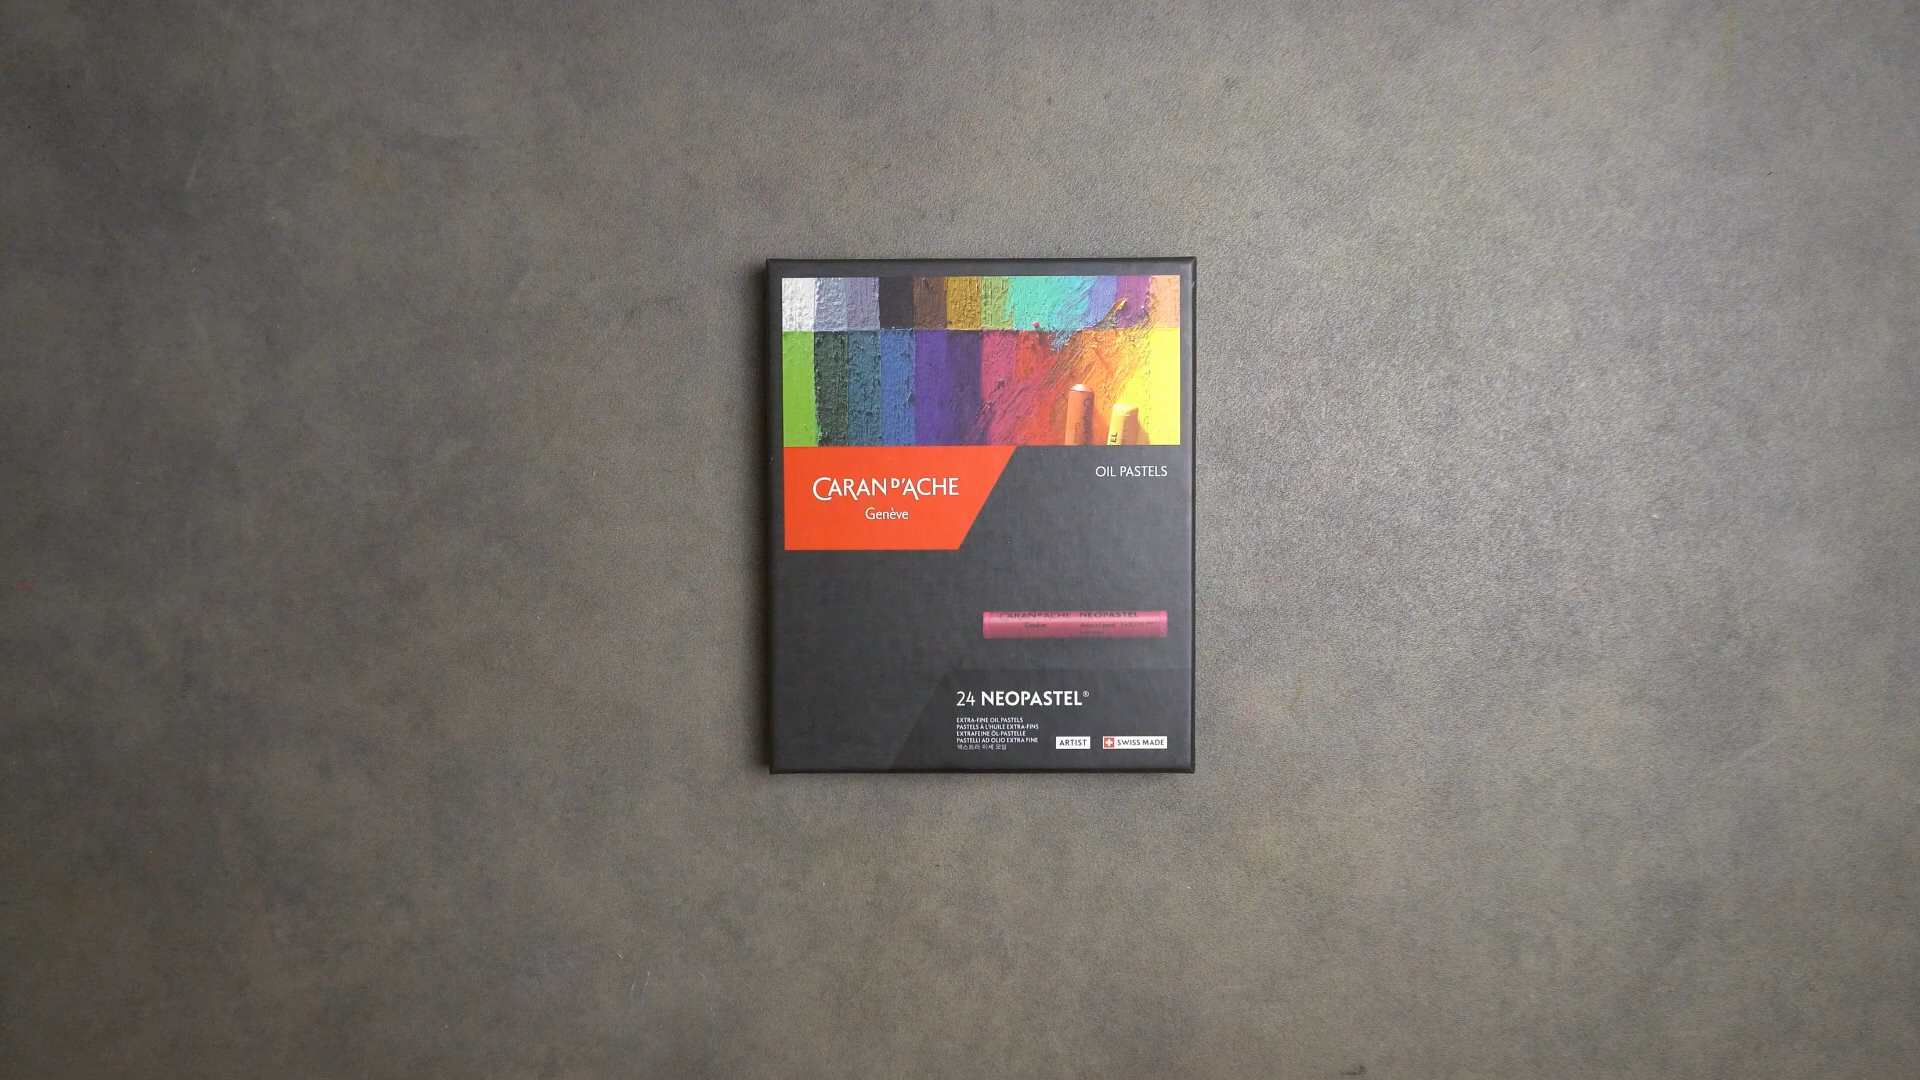 CARAN D'ACHE
Genève
OIL PASTELS
CARAN D'ACHE NEOPASTEL
Genève
24 NEOPASTEL®
EXTRA-FINE OIL PASTELS
PASTELS À L'HUILE EXTRA-FINS
EXTRAFEINE ÖL-PASTELLE
PASTELLI AD OLIO EXTRA FINE
ARTIST
SWISS MADE